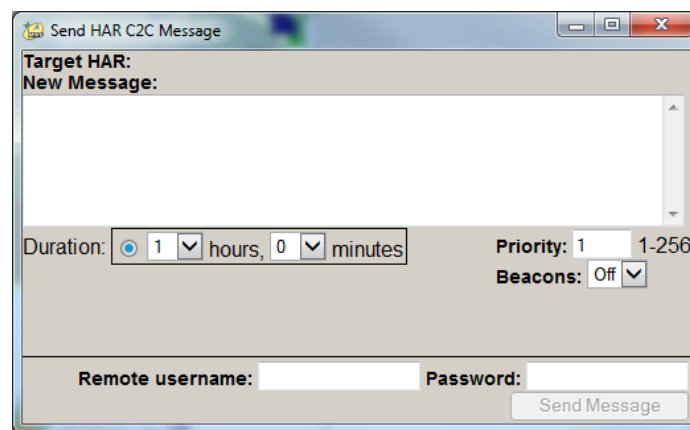 Send HAR C2C Message
Target HAR:
New Message:
Duration: 1 hours, 0 minutes Priority: 1 1-256
Beacons: Off
Remote username: Password:
Send Message